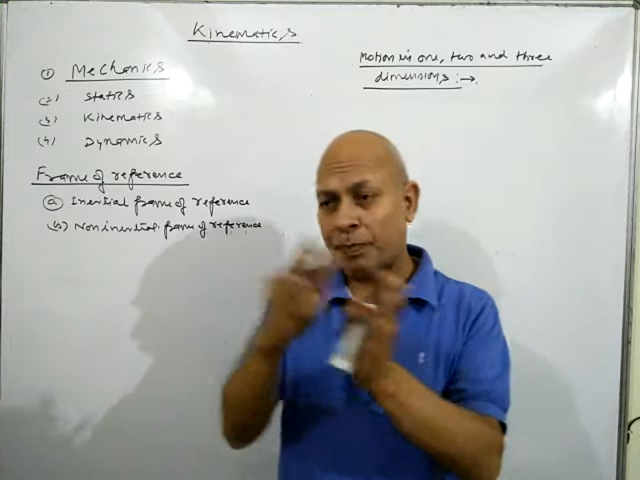 Kinematics
① Mechanics
(2) Statics
(3) Kinematics
(4) Dynamics
Frame of reference
ⓐ Inertial frame of reference
(b) Non inertial frame of reference
Motion in one, two and three
dimensions :→